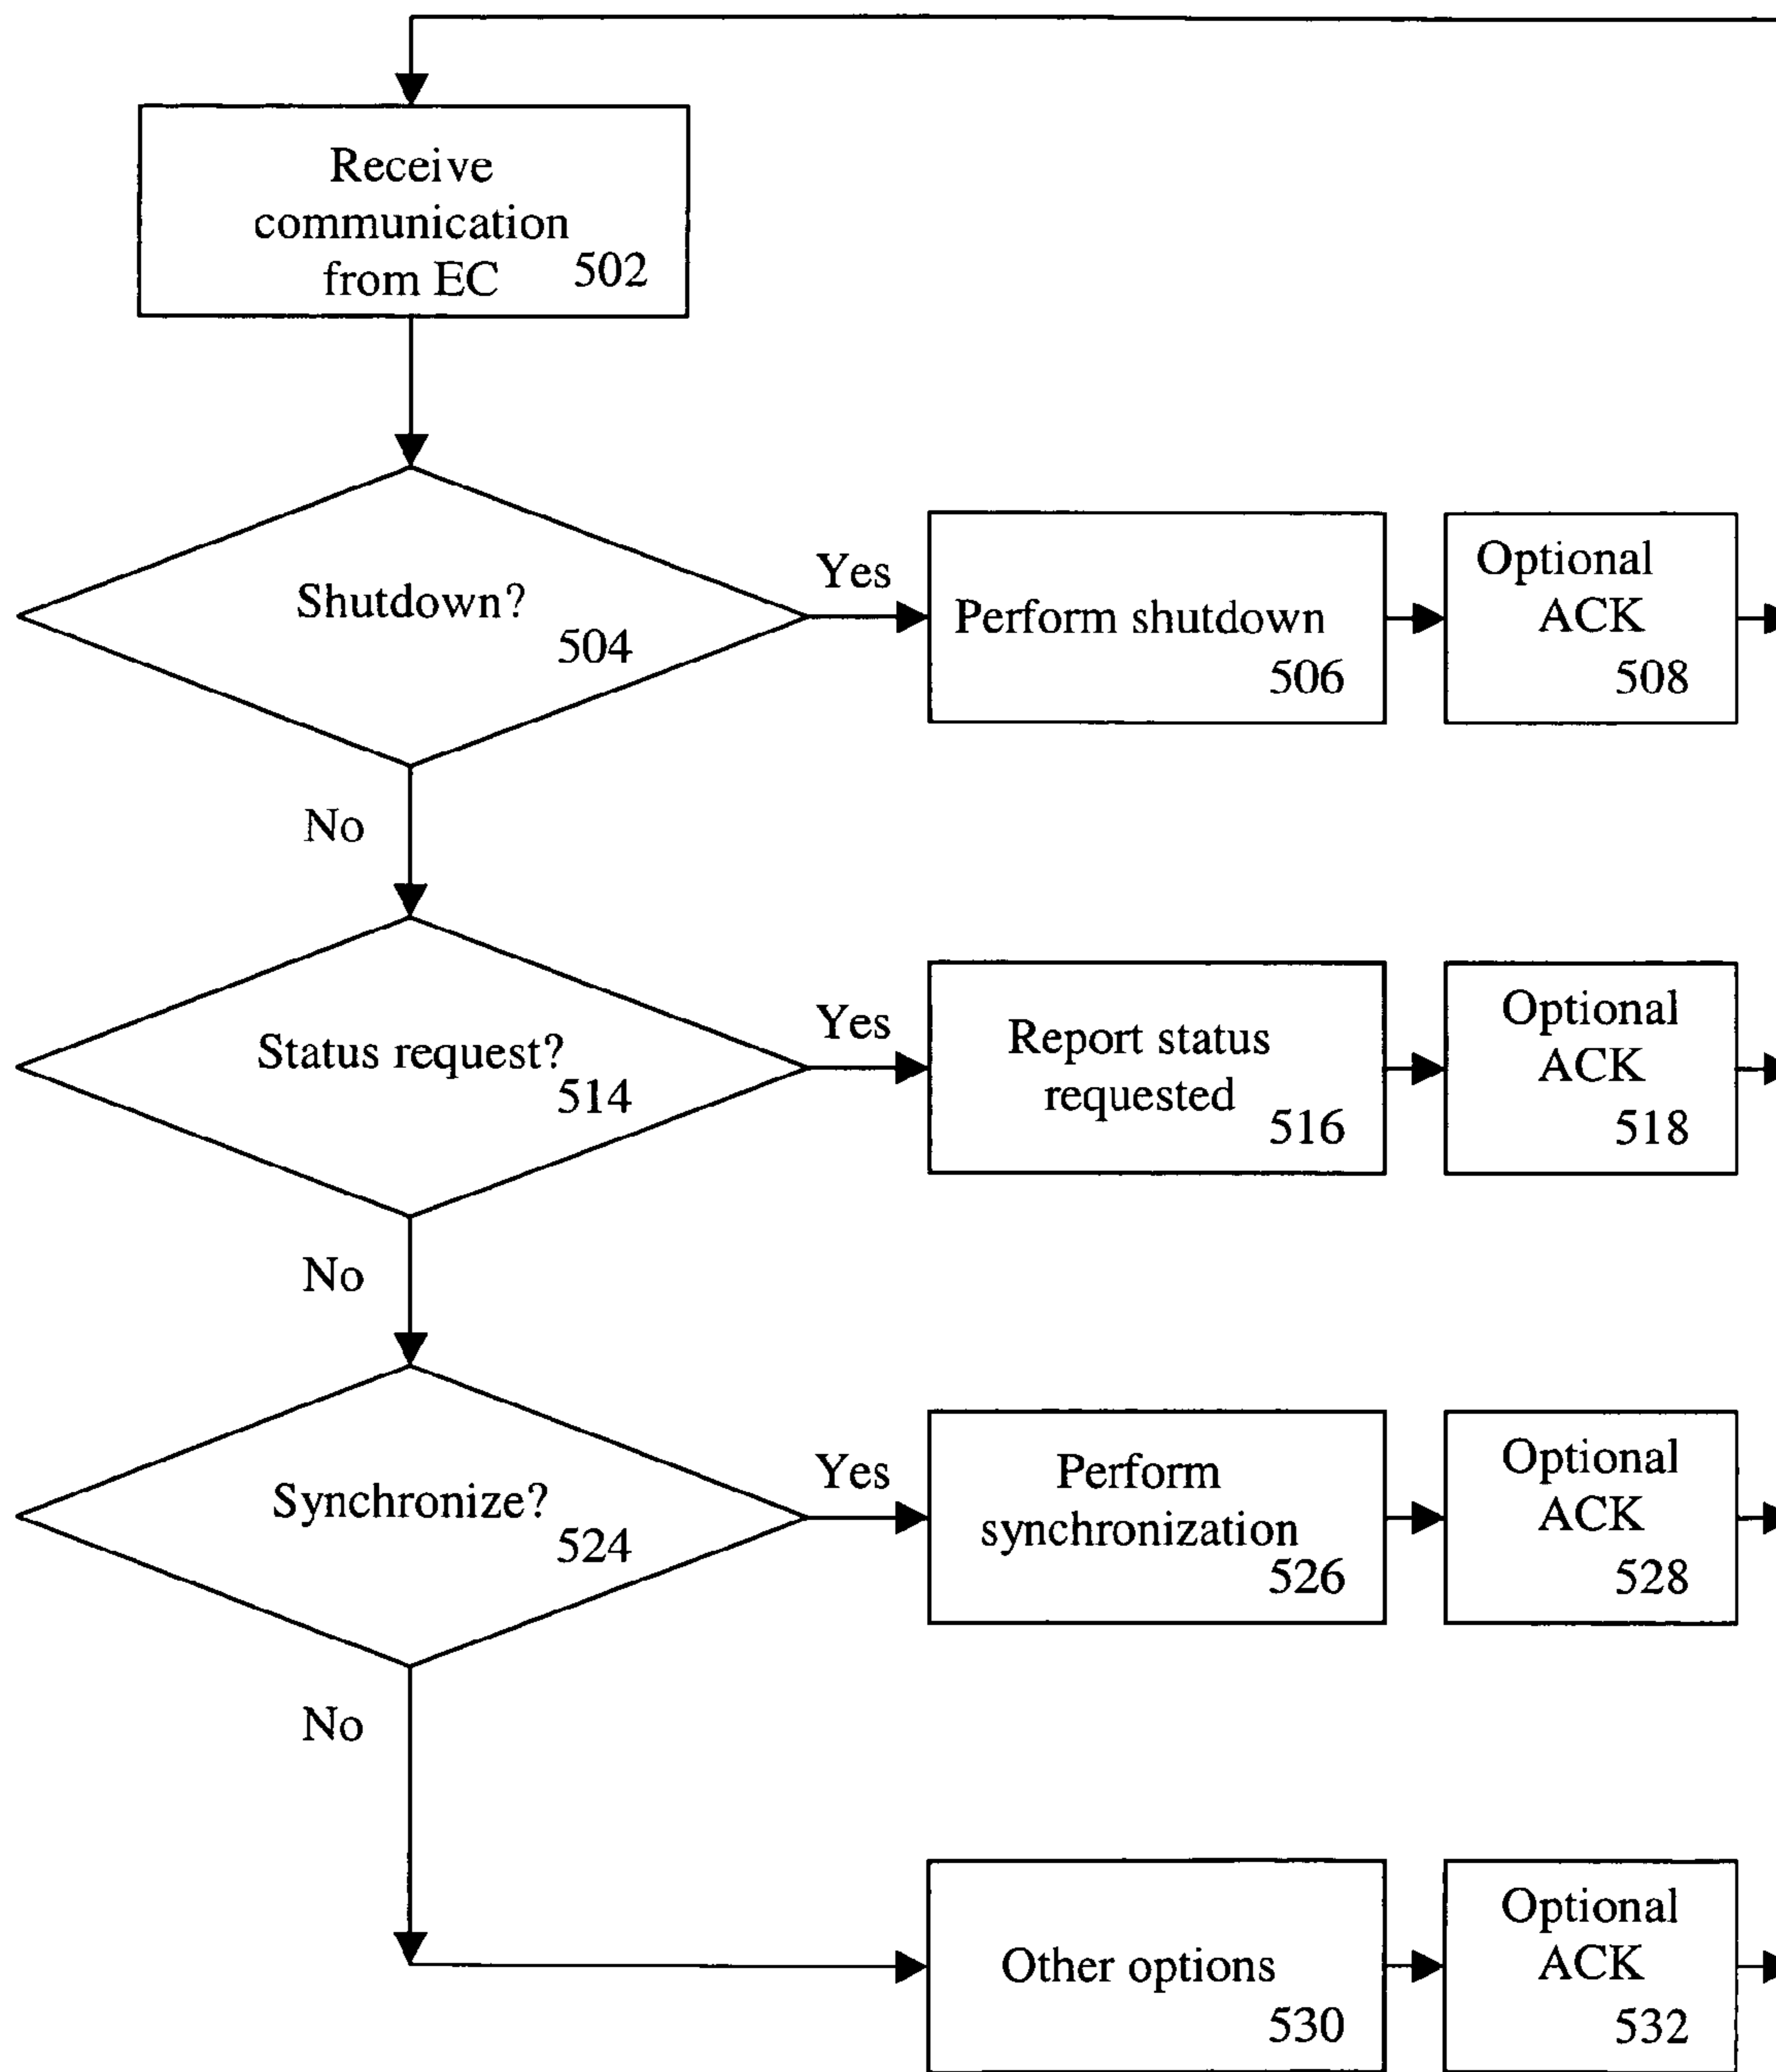 Receive
communication
from EC
502
Shutdown?
504
Yes
Perform shutdown
506
Optional
ACK
508
No
Status request?
514
Yes
Report status
requested
516
Optional
ACK
518
No
Synchronize?
524
Yes
Perform
synchronization
526
Optional
ACK
528
No
Other options
530
Optional
ACK
532